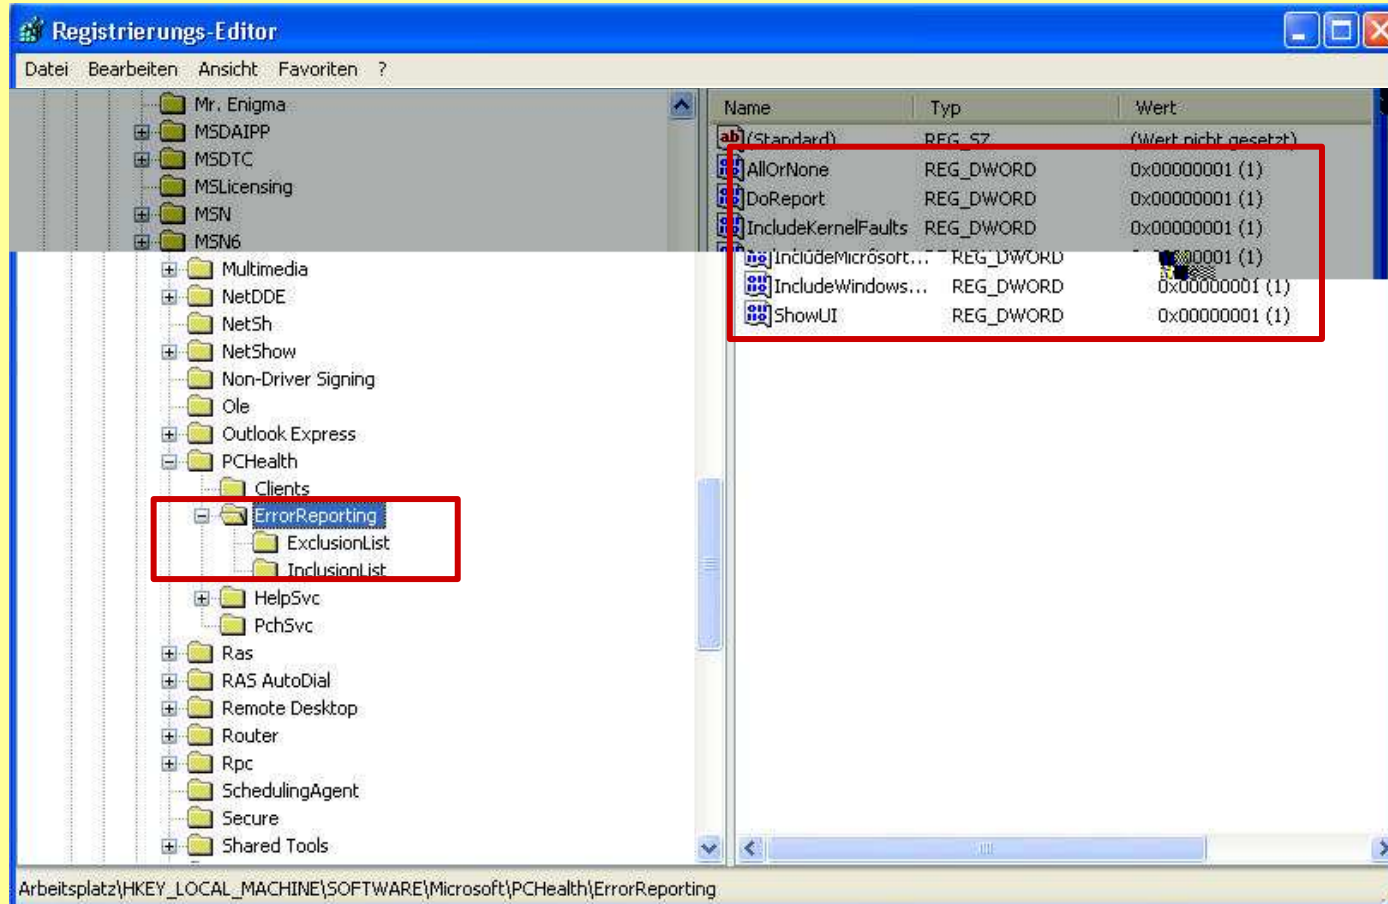 Registrierungs-Editor
Datei Bearbeiten Ansicht Favoriten ?
Mr. Enigma
MSDAIPP
MSDTC
MSLicensing
MSN
MSN6
Multimedia
NetDDE
NetSh
NetShow
Non-Driver Signing
Ole
Outlook Express
PCHealth
Clients
ErrorReporting
ExclusionList
InclusionList
HelpSvc
PchSvc
Ras
RAS AutoDial
Remote Desktop
Router
Rpc
SchedulingAgent
Secure
Shared Tools
Name Typ Wert
(Standard) REG_SZ (Wert nicht gesetzt)
AllOrNone REG_DWORD 0x00000001 (1)
DoReport REG_DWORD 0x00000001 (1)
IncludeKernelFaults REG_DWORD 0x00000001 (1)
IncludeMicrosoft... REG_DWORD (1)
IncludeWindows... REG_DWORD 0x00000001 (1)
ShowUI REG_DWORD 0x00000001 (1)
Arbeitsplatz\HKEY_LOCAL_MACHINE\SOFTWARE\Microsoft\PCHealth\ErrorReporting